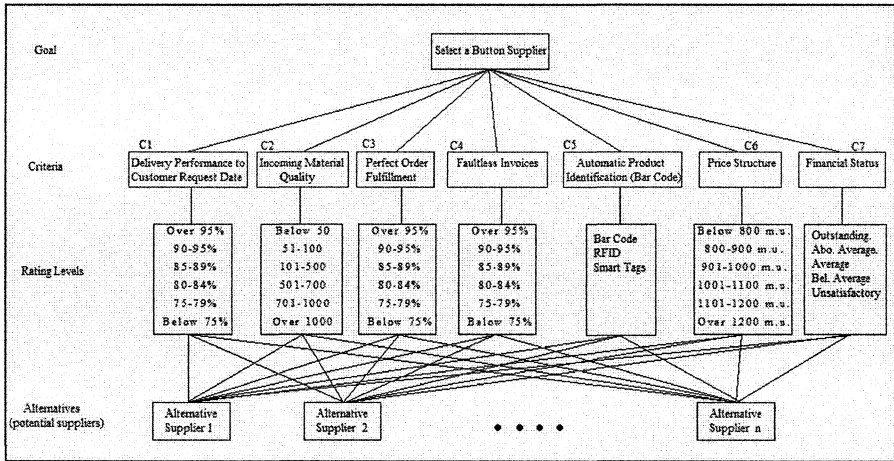 Goal
Select a Button Supplier
C1
C2
C3
C4
C5
C6
C7
Criteria
Delivery Performance to
Customer Request Date
Incoming Material
Quality
Perfect Order
Fulfillment
Faultless Invoices
Automatic Product
Identification (Bar Code)
Price Structure
Financial Status
Rating Levels
Over 95%
90-95%
85-89%
80-84%
75-79%
Below 75%
Below 50
51-100
101-500
501-700
701-1000
Over 1000
Over 95%
90-95%
85-89%
80-84%
75-79%
Below 75%
Over 95%
90-95%
85-89%
80-84%
75-79%
Below 75%
Bar Code
RFID
Smart Tags
Below 800 m.u.
800-900 m.u.
901-1000 m.u.
1001-1100 m.u.
1101-1200 m.u.
Over 1200 m.u.
Outstanding.
Abo. Average.
Average
Bel. Average
Unsatisfactory
Alternatives
(potential suppliers)
Alternative
Supplier 1
Alternative
Supplier 2
Alternative
Supplier n